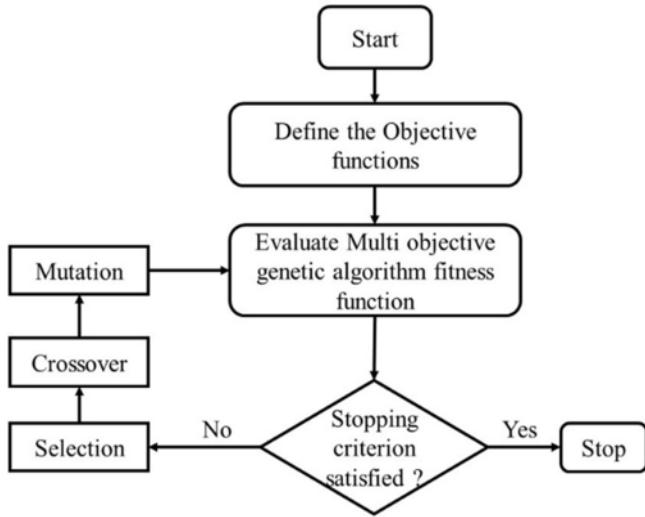 Start
Define the Objective
functions
Evaluate Multi objective
genetic algorithm fitness
function
Mutation
Crossover
Selection
No
Stopping
criterion
satisfied ?
Yes
Stop